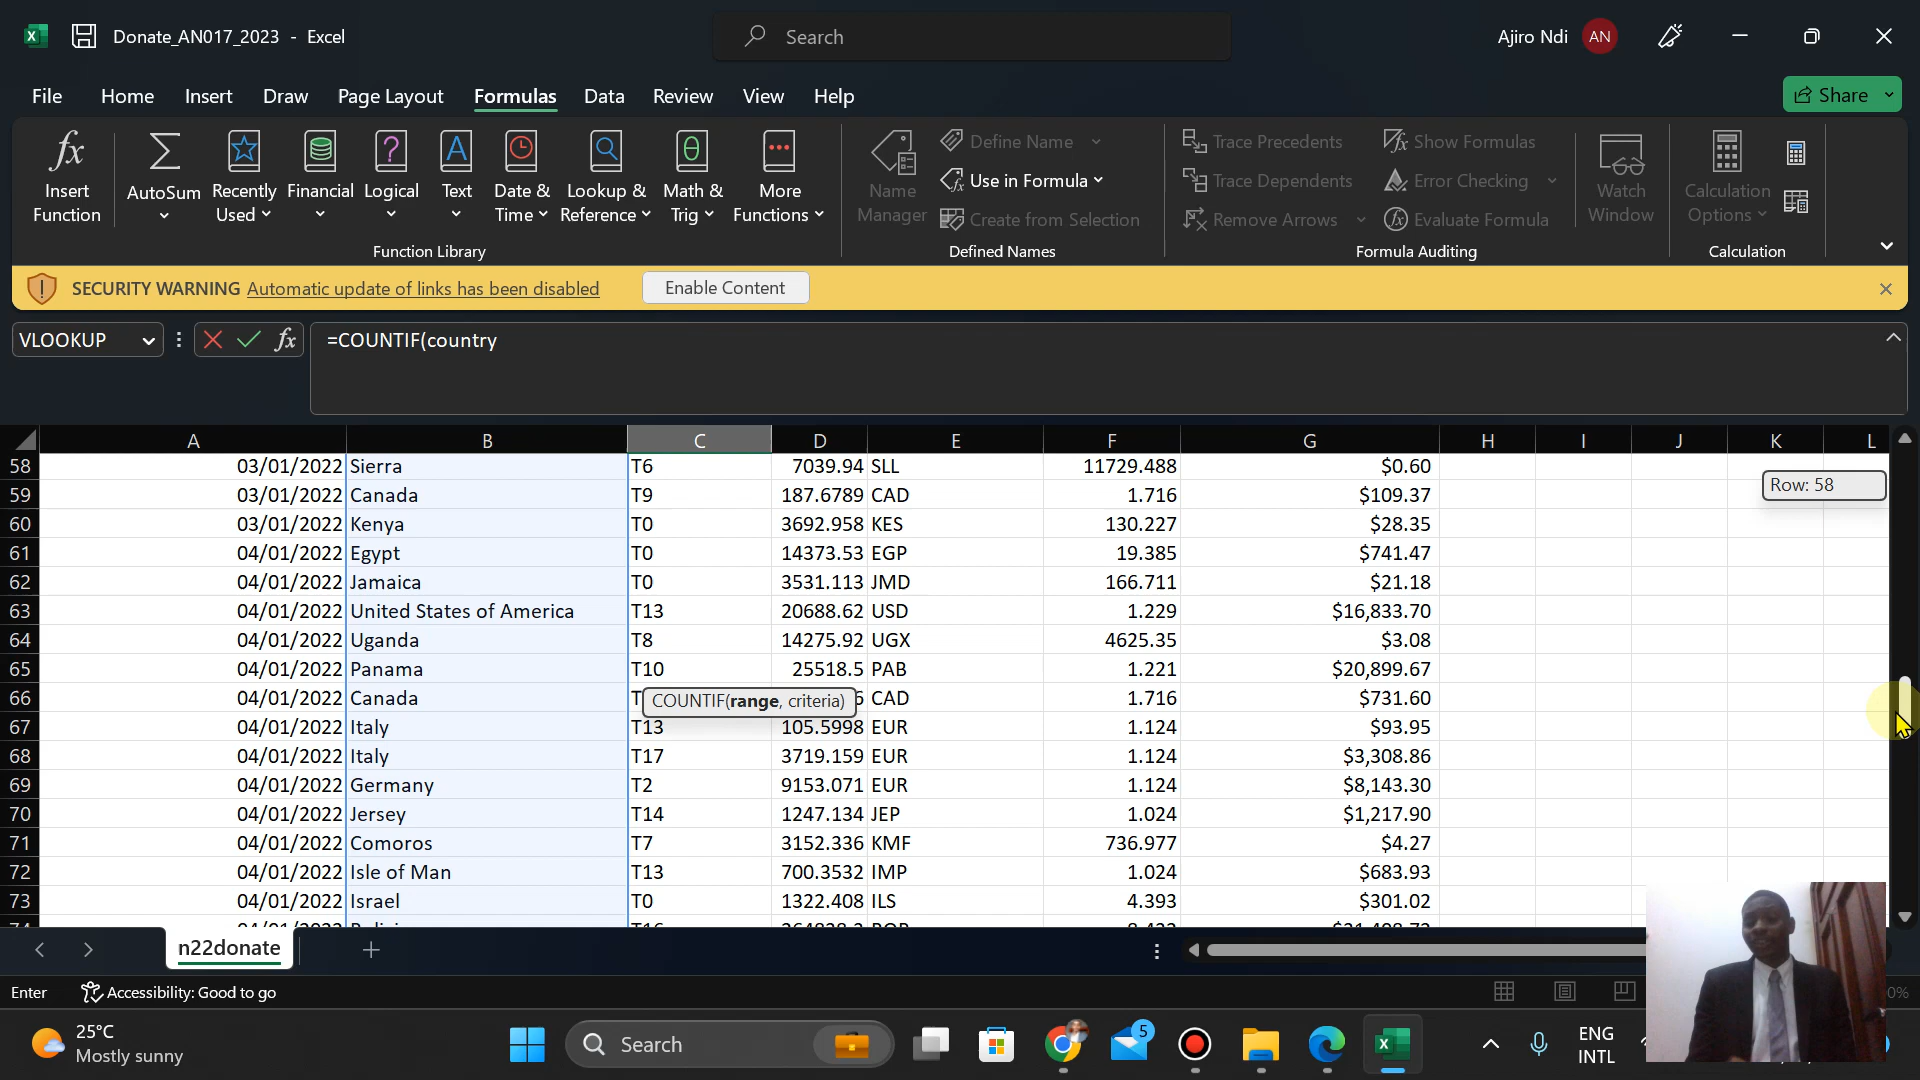 Donate_AN017_2023 - Excel
Search
Ajiro Ndi AN
File Home Insert Draw Page Layout Formulas Data Review View Help
Share
fx Insert Function
AutoSum
Recently Used
Financial
Logical
Text
Date & Time
Lookup & Reference
Math & Trig
More Functions
Function Library
Name Manager
Define Name
Use in Formula
Create from Selection
Defined Names
Trace Precedents
Trace Dependents
Remove Arrows
Show Formulas
Error Checking
Evaluate Formula
Formula Auditing
Watch Window
Calculation Options
Calculation
SECURITY WARNING Automatic update of links has been disabled Enable Content
VLOOKUP fx =COUNTIF(country
A B C D E F G H I J K L
58 03/01/2022 Sierra T6 7039.94 SLL 11729.488 $0.60
Row: 58
59 03/01/2022 Canada T9 187.6789 CAD 1.716 $109.37
60 03/01/2022 Kenya T0 3692.958 KES 130.227 $28.35
61 04/01/2022 Egypt T0 14373.53 EGP 19.385 $741.47
62 04/01/2022 Jamaica T0 3531.113 JMD 166.711 $21.18
63 04/01/2022 United States of America T13 20688.62 USD 1.229 $16,833.70
64 04/01/2022 Uganda T8 14275.92 UGX 4625.35 $3.08
65 04/01/2022 Panama T10 25518.5 PAB 1.221 $20,899.67
66 04/01/2022 Canada T 6 CAD 1.716 $731.60
COUNTIF(range, criteria)
67 04/01/2022 Italy T13 105.5998 EUR 1.124 $93.95
68 04/01/2022 Italy T17 3719.159 EUR 1.124 $3,308.86
69 04/01/2022 Germany T2 9153.071 EUR 1.124 $8,143.30
70 04/01/2022 Jersey T14 1247.134 JEP 1.024 $1,217.90
71 04/01/2022 Comoros T7 3152.336 KMF 736.977 $4.27
72 04/01/2022 Isle of Man T13 700.3532 IMP 1.024 $683.93
73 04/01/2022 Israel T0 1322.408 ILS 4.393 $301.02
n22donate
Enter Accessibility: Good to go
0%
25°C
Mostly sunny
Search
5
ENG
INTL